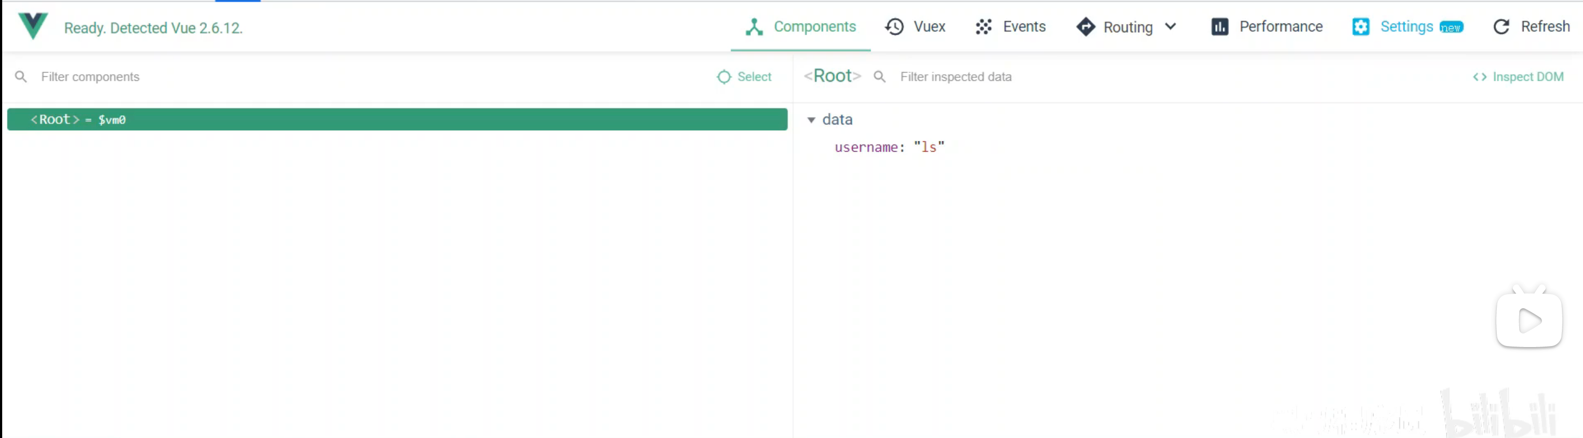 Ready. Detected Vue 2.6.12.
Components
Vuex
Events
Routing
Performance
Settings new
Refresh
Filter components
Select
<Root>
Filter inspected data
Inspect DOM
<Root> = $vm0
data
username: "ls"
bilibili